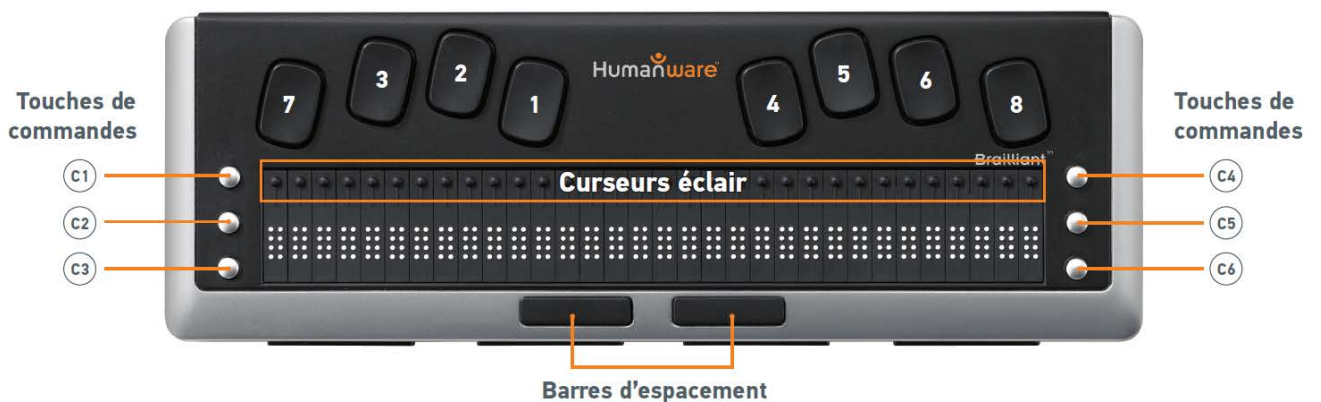 7 3 2 1 Humanware 4 5 6 8
Touches de
commandes
Touches de
commandes
Brailliant™
C1 Curseurs éclair C4
C2 C5
C3 C6
Barres d'espacement